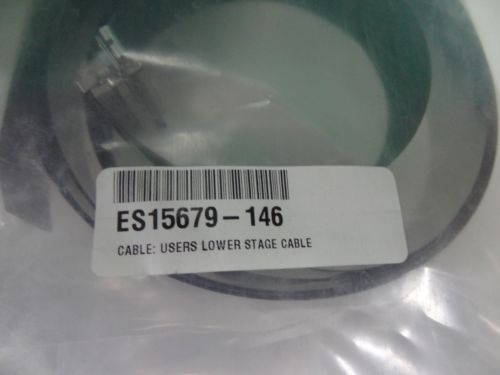 ES15679-146
CABLE: USERS LOWER STAGE CABLE